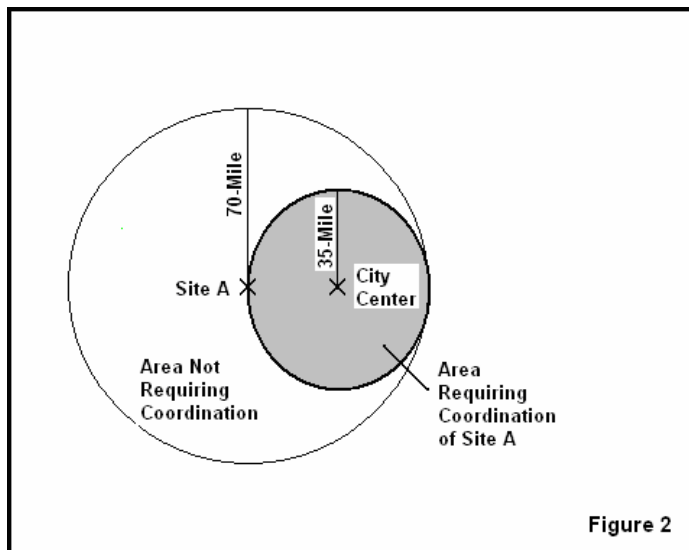 70-Mile
35-Mile
Site A
City
Center
Area Not
Requiring
Coordination
Area
Requiring
Coordination
of Site A
Figure 2